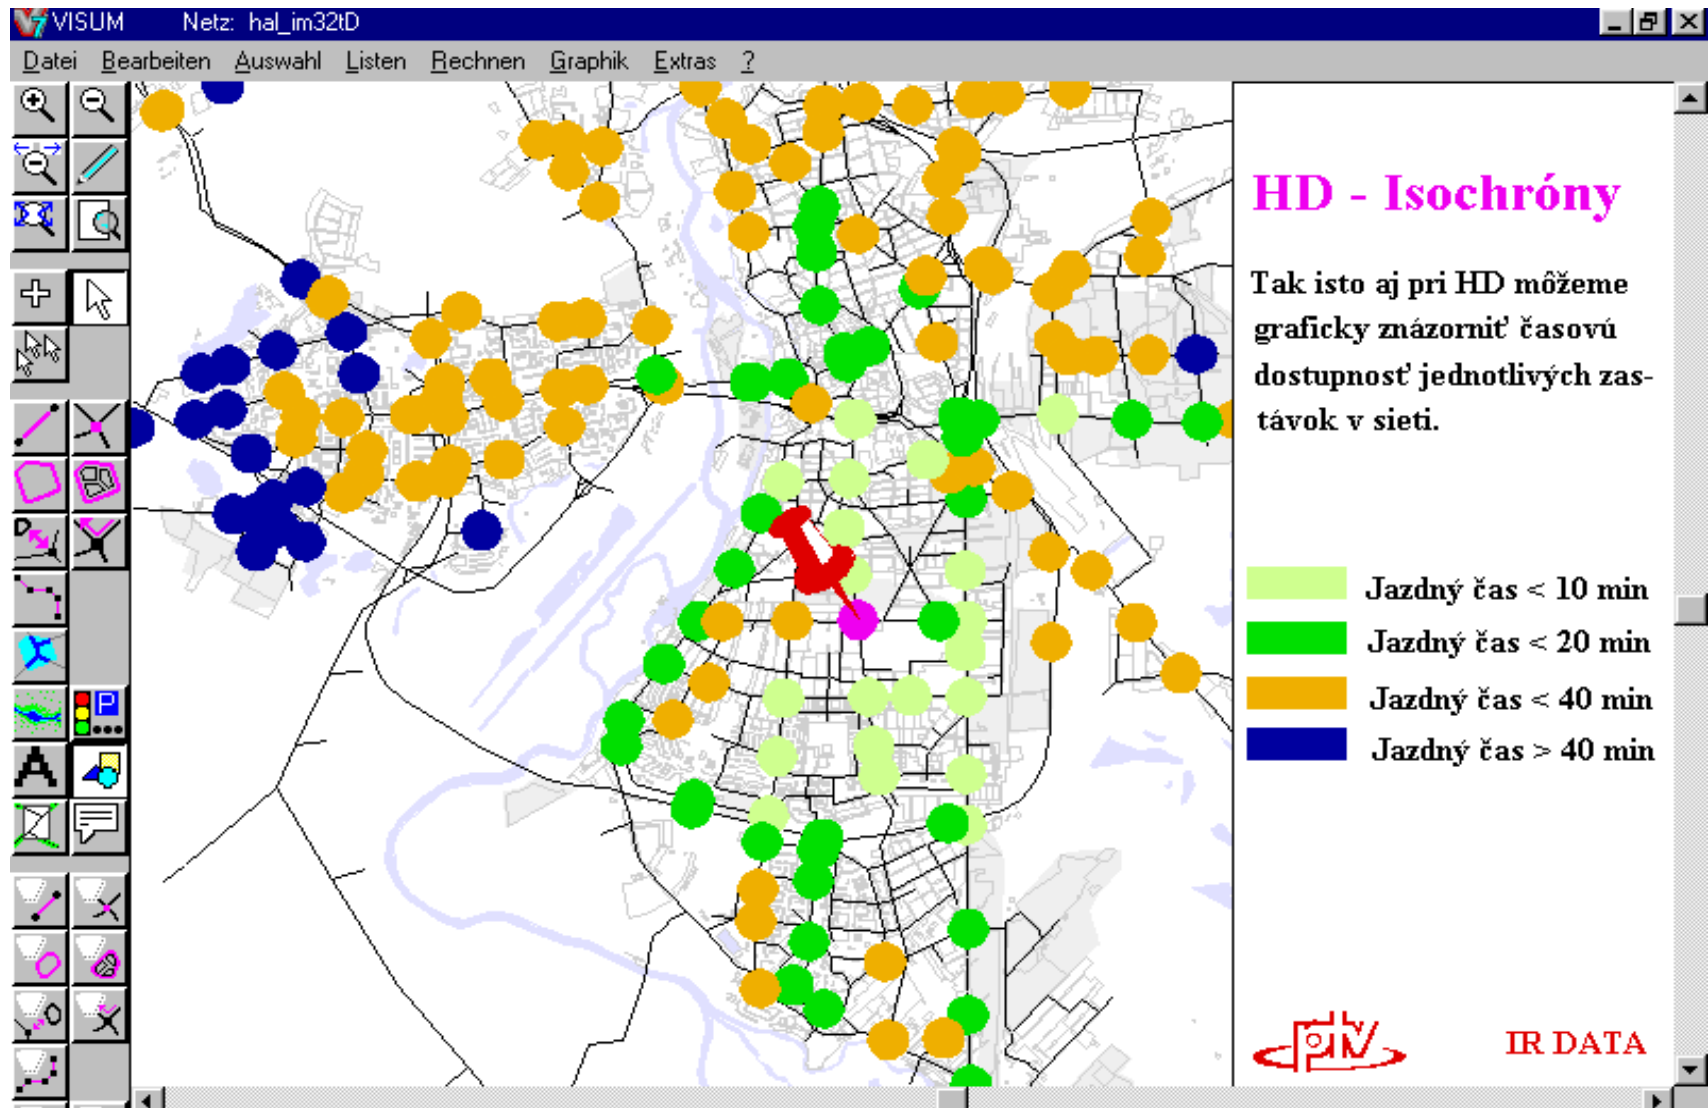 VISUM Netz: hal_im32tD
Datei Bearbeiten Auswahl Listen Rechnen Graphik Extras ?
HD - Isochróny
Tak isto aj pri HD môžeme
graficky znázorniť časovú
dostupnosť jednotlivých zas-
távok v sieti.
Jazdný čas < 10 min
Jazdný čas < 20 min
Jazdný čas < 40 min
Jazdný čas > 40 min
ptv IR DATA